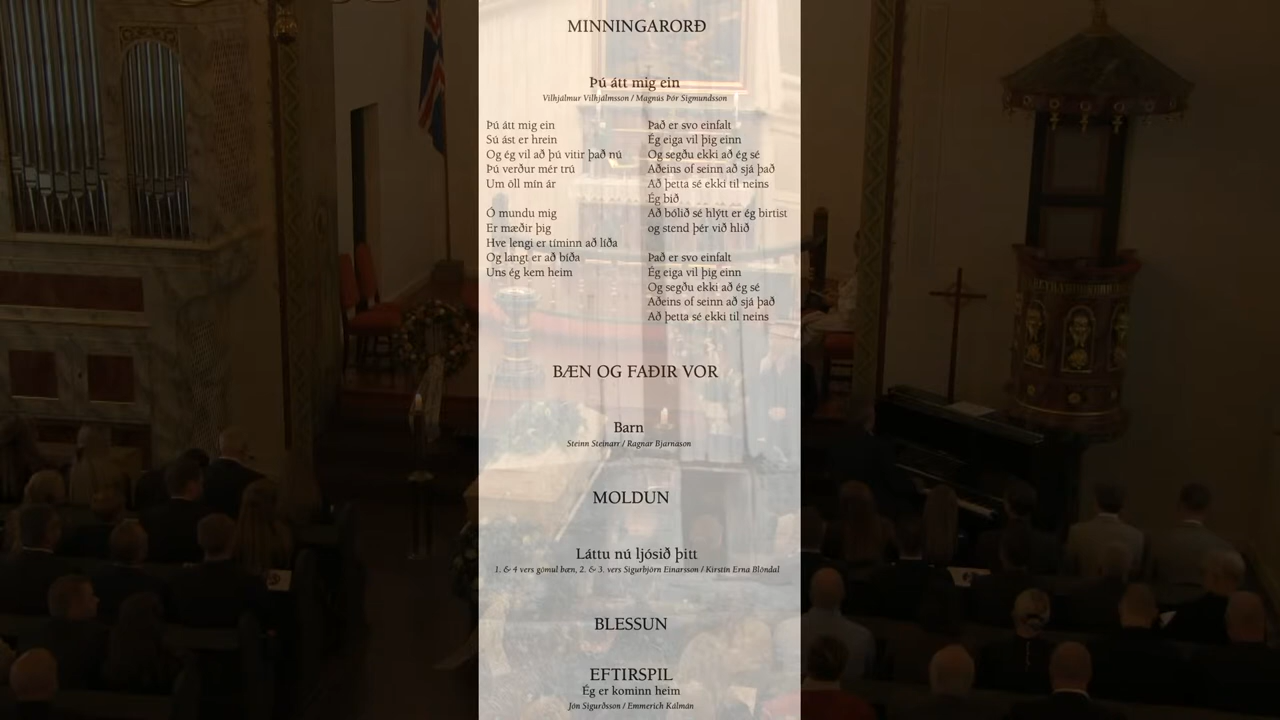 MINNINGARORÐ
Þú átt mig ein
Vilhjálmur Vilhjálmsson / Magnús Þór Sigmundsson
Þú átt mig ein
Sú ást er hrein
Og ég vil að þú vitir það nú
Þú verður mér trú
Um öll mín ár
Ó mundu mig
Er mæðir þig
Hve lengi er tíminn að líða
Og langt er að bíða
Uns ég kem heim
Það er svo einfalt
Ég eiga vil þig einn
Og segðu ekki að ég sé
Aðeins of seinn að sjá það
Að þetta sé ekki til neins
Ég bið
Að bólið sé hlýtt er ég birtist
og stend þér við hlið
Það er svo einfalt
Ég eiga vil þig einn
Og segðu ekki að ég sé
Aðeins of seinn að sjá það
Að þetta sé ekki til neins
BÆN OG FAÐIR VOR
Barn
Steinn Steinarr / Ragnar Bjarnason
MOLDUN
Láttu nú ljósið þitt
1. & 4 vers gömul bæn, 2. & 3. vers Sigurbjörn Einarsson / Kirstín Erna Blöndal
BLESSUN
EFTIRSPIL
Ég er kominn heim
Jón Sigurðsson / Emmerich Kálmán